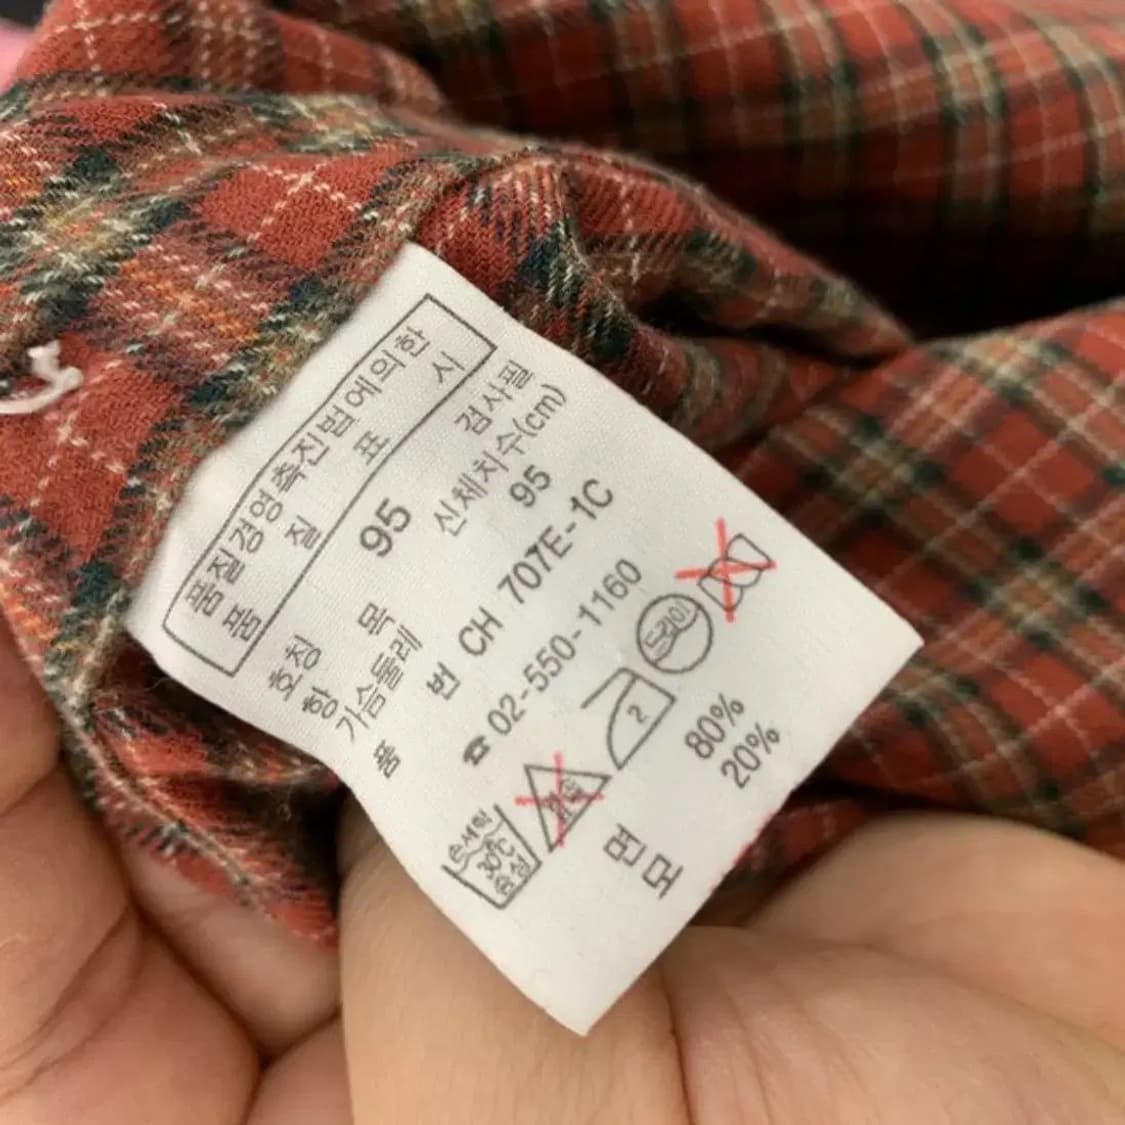 품질경영촉진법에의한
품 질 표 시
검사필
호칭 95
항목 신체치수(cm)
가슴둘레 95
품번 CH 707E-1C
☎ 02-550-1160
손세탁
30℃
중성
2
드라이
면 80%
모 20%